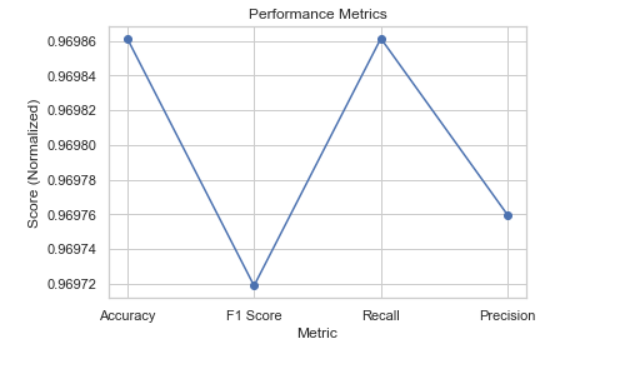 Performance Metrics
0.96986
0.96984
0.96982
0.96980
0.96978
0.96976
0.96974
0.96972
Score (Normalized)
Accuracy F1 Score Recall Precision
Metric